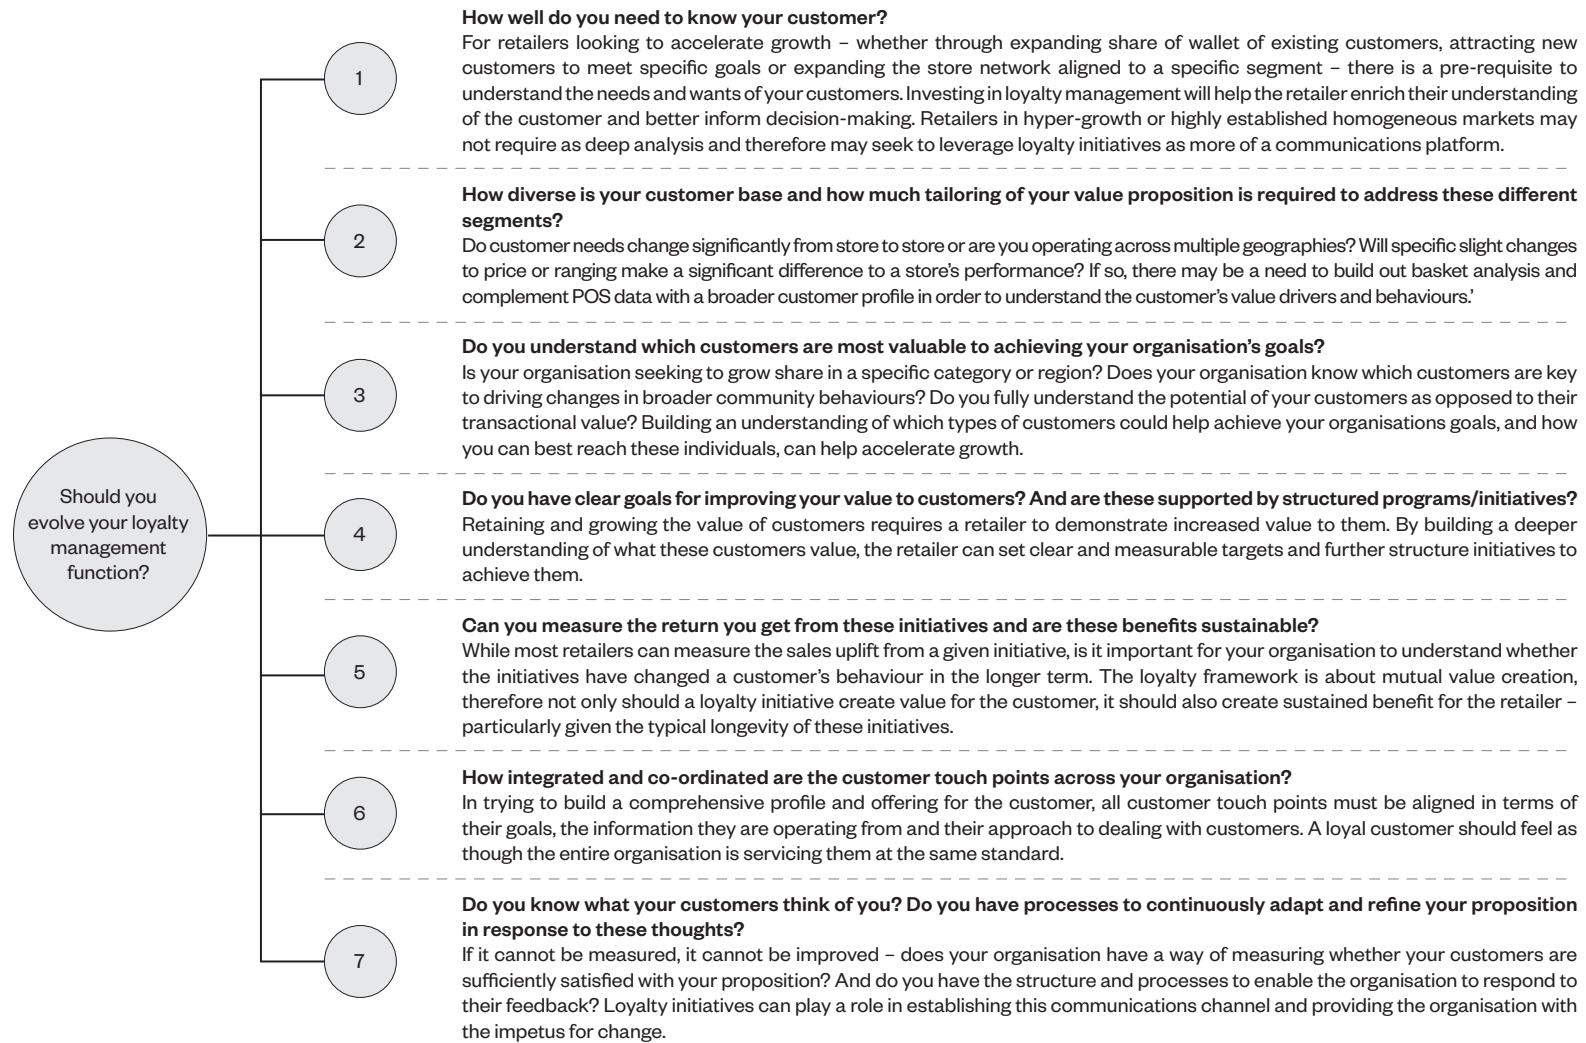 Should you
evolve your loyalty
management
function?
1
How well do you need to know your customer?
For retailers looking to accelerate growth – whether through expanding share of wallet of existing customers, attracting new
customers to meet specific goals or expanding the store network aligned to a specific segment – there is a pre-requisite to
understand the needs and wants of your customers. Investing in loyalty management will help the retailer enrich their understanding
of the customer and better inform decision-making. Retailers in hyper-growth or highly established homogeneous markets may
not require as deep analysis and therefore may seek to leverage loyalty initiatives as more of a communications platform.
2
How diverse is your customer base and how much tailoring of your value proposition is required to address these different
segments?
Do customer needs change significantly from store to store or are you operating across multiple geographies? Will specific slight changes
to price or ranging make a significant difference to a store’s performance? If so, there may be a need to build out basket analysis and
complement POS data with a broader customer profile in order to understand the customer’s value drivers and behaviours.’
3
Do you understand which customers are most valuable to achieving your organisation’s goals?
Is your organisation seeking to grow share in a specific category or region? Does your organisation know which customers are key
to driving changes in broader community behaviours? Do you fully understand the potential of your customers as opposed to their
transactional value? Building an understanding of which types of customers could help achieve your organisations goals, and how
you can best reach these individuals, can help accelerate growth.
4
Do you have clear goals for improving your value to customers? And are these supported by structured programs/initiatives?
Retaining and growing the value of customers requires a retailer to demonstrate increased value to them. By building a deeper
understanding of what these customers value, the retailer can set clear and measurable targets and further structure initiatives to
achieve them.
5
Can you measure the return you get from these initiatives and are these benefits sustainable?
While most retailers can measure the sales uplift from a given initiative, is it important for your organisation to understand whether
the initiatives have changed a customer’s behaviour in the longer term. The loyalty framework is about mutual value creation,
therefore not only should a loyalty initiative create value for the customer, it should also create sustained benefit for the retailer –
particularly given the typical longevity of these initiatives.
6
How integrated and co-ordinated are the customer touch points across your organisation?
In trying to build a comprehensive profile and offering for the customer, all customer touch points must be aligned in terms of
their goals, the information they are operating from and their approach to dealing with customers. A loyal customer should feel as
though the entire organisation is servicing them at the same standard.
7
Do you know what your customers think of you? Do you have processes to continuously adapt and refine your proposition
in response to these thoughts?
If it cannot be measured, it cannot be improved – does your organisation have a way of measuring whether your customers are
sufficiently satisfied with your proposition? And do you have the structure and processes to enable the organisation to respond to
their feedback? Loyalty initiatives can play a role in establishing this communications channel and providing the organisation with
the impetus for change.